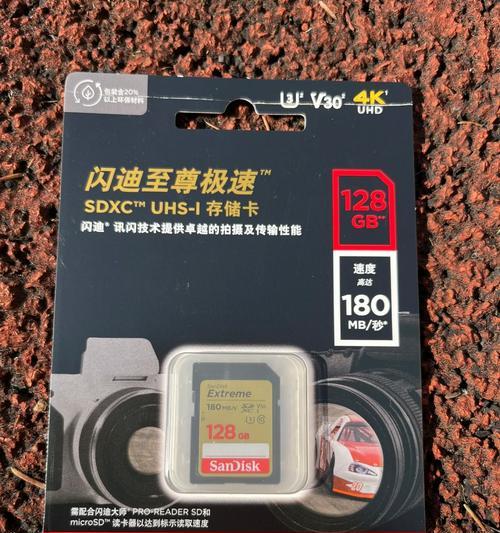 包装含20%
以上环保材料
U3 V30 4K
UHD
闪迪至尊极速™
SDXC™ UHS-I 存储卡
闪迪® 讯闪技术提供卓越的拍摄及传输性能
128
GB**
速度
高达
180
MB/秒*
SanDisk
Extreme
180 MB/s
128 GB
SanDisk
需配合闪迪大师® PRO-READER SD和
microSD™ 读卡器以达到标示读取速度